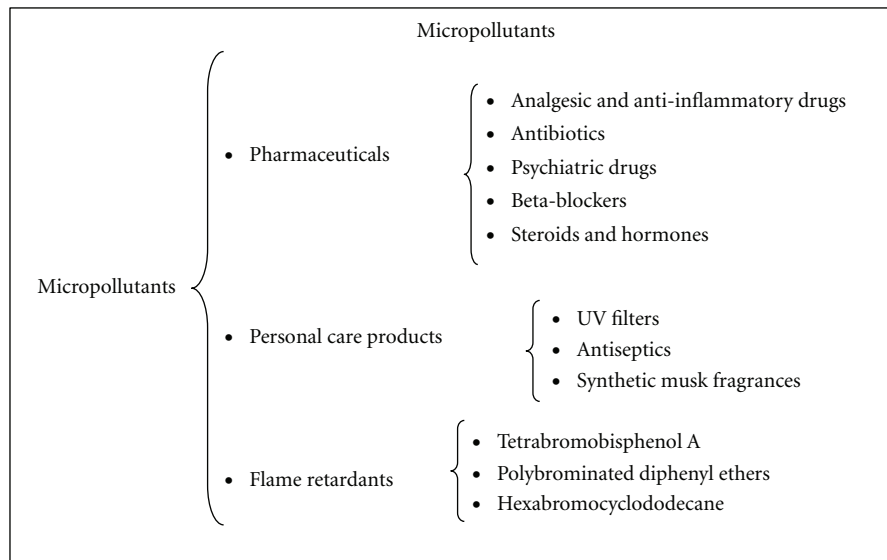 Micropollutants
Micropollutants
• Pharmaceuticals
• Analgesic and anti-inflammatory drugs
• Antibiotics
• Psychiatric drugs
• Beta-blockers
• Steroids and hormones
• Personal care products
• UV filters
• Antiseptics
• Synthetic musk fragrances
• Flame retardants
• Tetrabromobisphenol A
• Polybrominated diphenyl ethers
• Hexabromocyclododecane